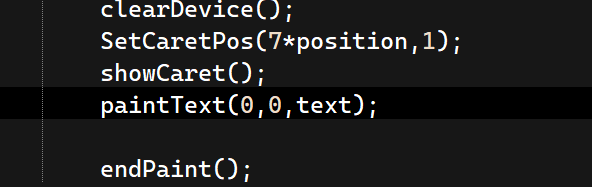 clearDevice();
SetCaretPos(7*position,1);
showCaret();
paintText(0,0,text);
endPaint();